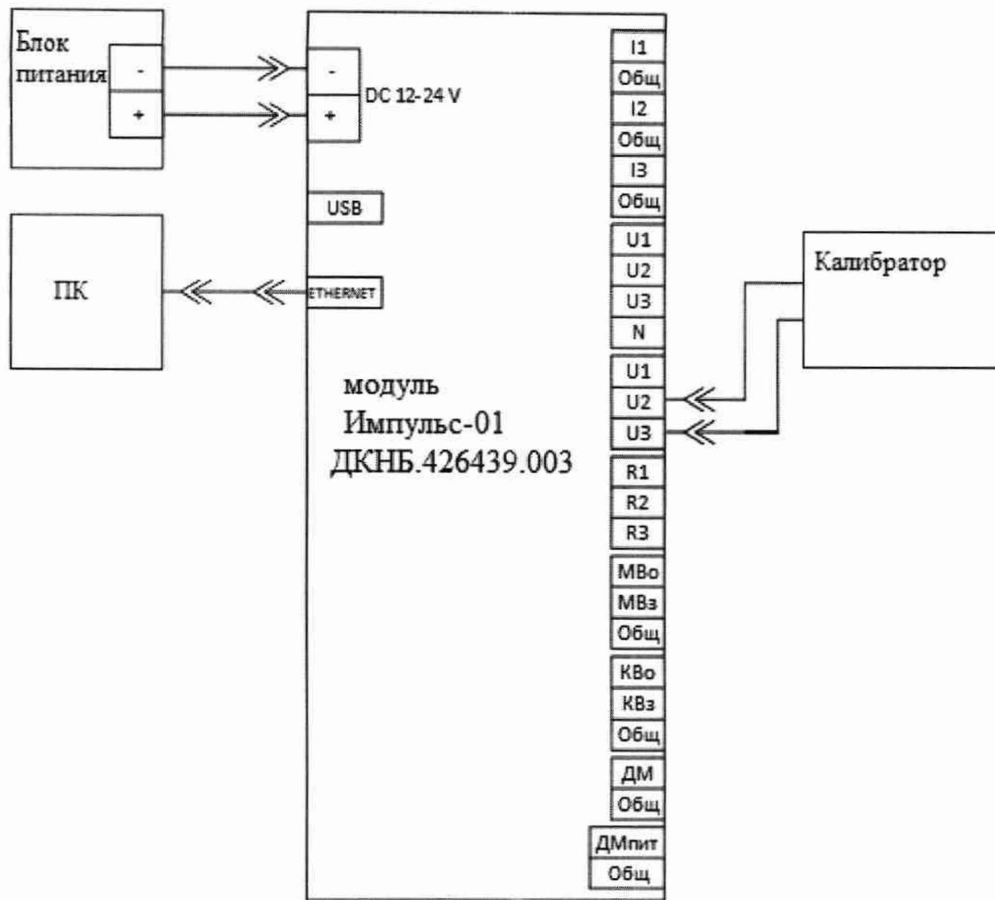 Блок
питания
-
+
-
+
DC 12-24 V
USB
ПК
ETHERNET
модуль
Импульс-01
ДКНБ.426439.003
I1
Общ
I2
Общ
I3
Общ
U1
U2
U3
N
U1
U2
U3
R1
R2
R3
МВо
МВз
Общ
КВо
КВз
Общ
ДМ
Общ
ДМпит
Общ
Калибратор